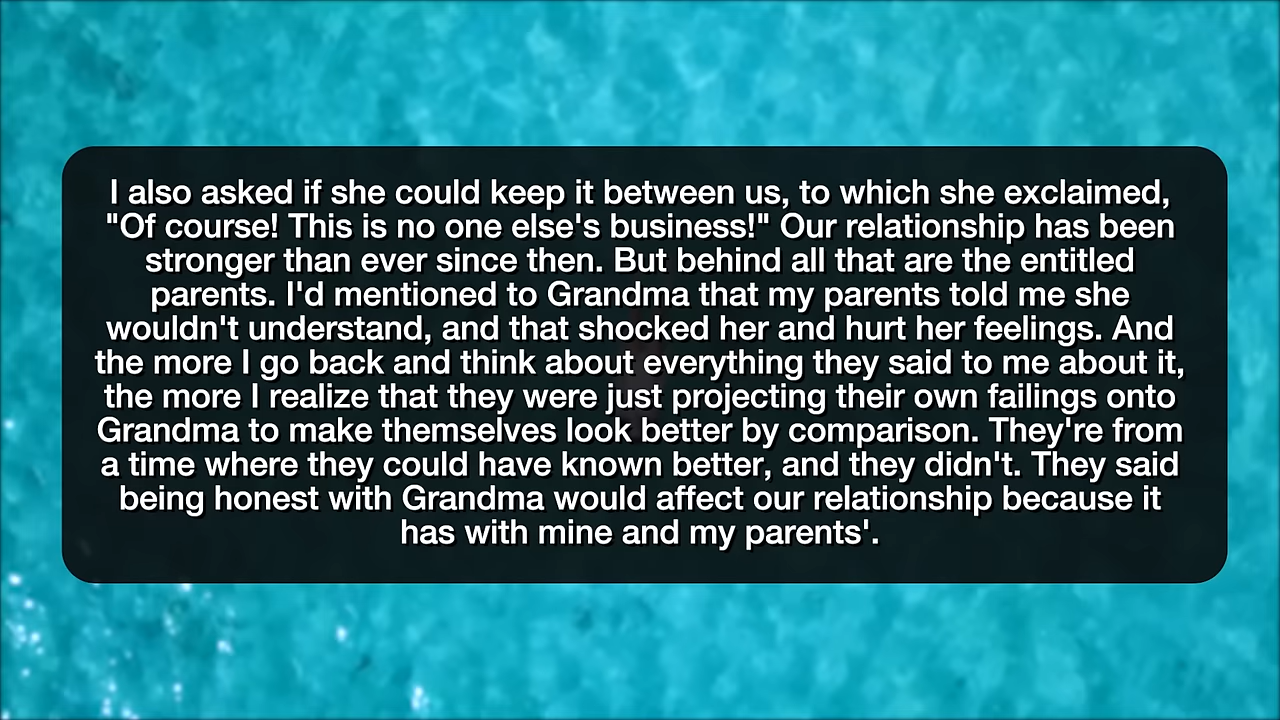 I also asked if she could keep it between us, to which she exclaimed,
"Of course! This is no one else's business!" Our relationship has been
stronger than ever since then. But behind all that are the entitled
parents. I'd mentioned to Grandma that my parents told me she
wouldn't understand, and that shocked her and hurt her feelings. And
the more I go back and think about everything they said to me about it,
the more I realize that they were just projecting their own failings onto
Grandma to make themselves look better by comparison. They're from
a time where they could have known better, and they didn't. They said
being honest with Grandma would affect our relationship because it
has with mine and my parents'.